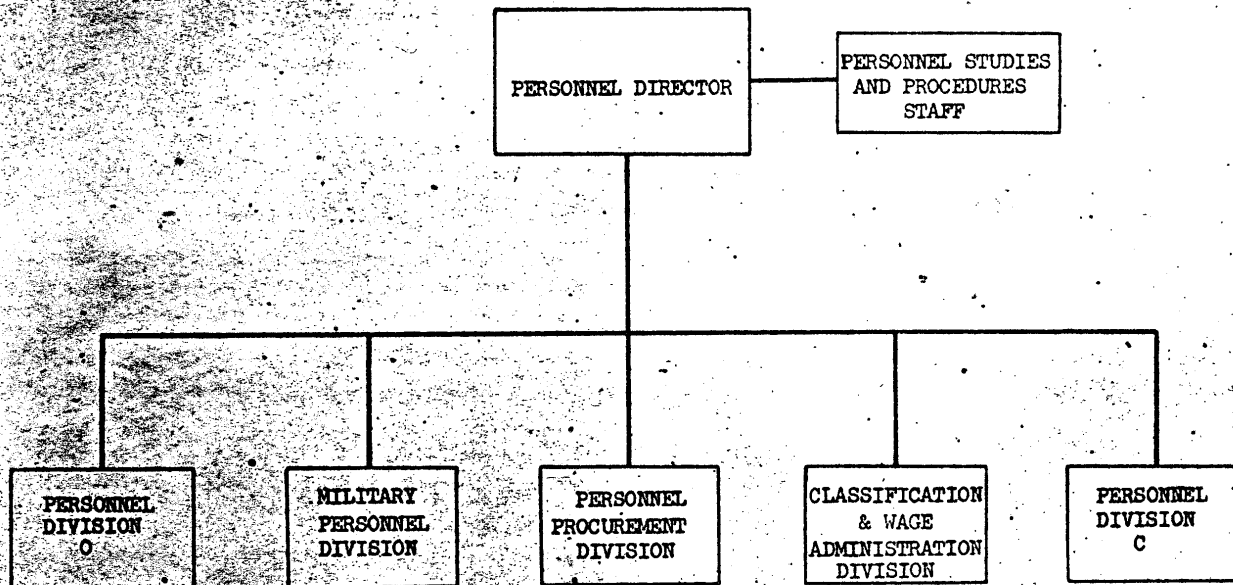 PERSONNEL DIRECTOR
PERSONNEL STUDIES
AND PROCEDURES
STAFF
PERSONNEL
DIVISION
O
MILITARY
PERSONNEL
DIVISION
PERSONNEL
PROCUREMENT
DIVISION
CLASSIFICATION
& WAGE
ADMINISTRATION
DIVISION
PERSONNEL
DIVISION
C